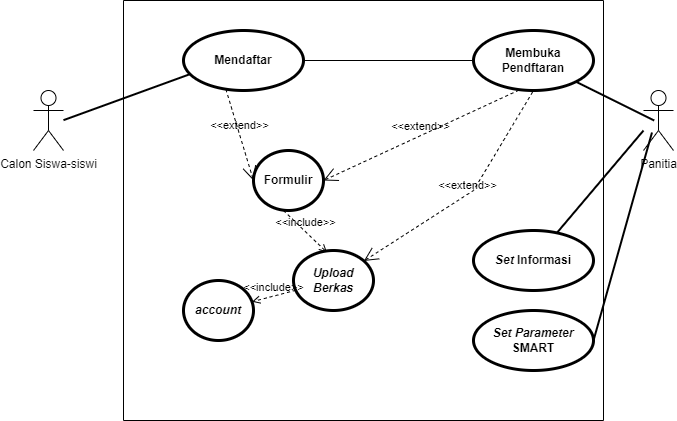 Mendaftar
Membuka
Pendftaran
<<extend>>
<<extend>>
Calon Siswa-siswi
Panitia
Formulir
<<extend>>
<<include>>
Set Informasi
Upload
Berkas
<<include>>
account
Set Parameter
SMART